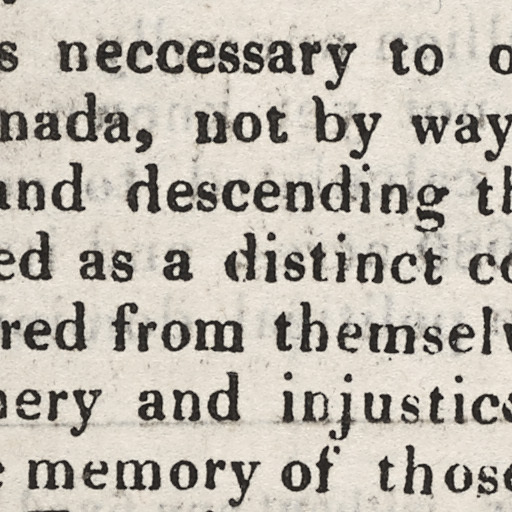 s neccessary to o
nada, not by way
and descending th
ed as a distinct co
red from themselv
nery and injustice
e memory of those